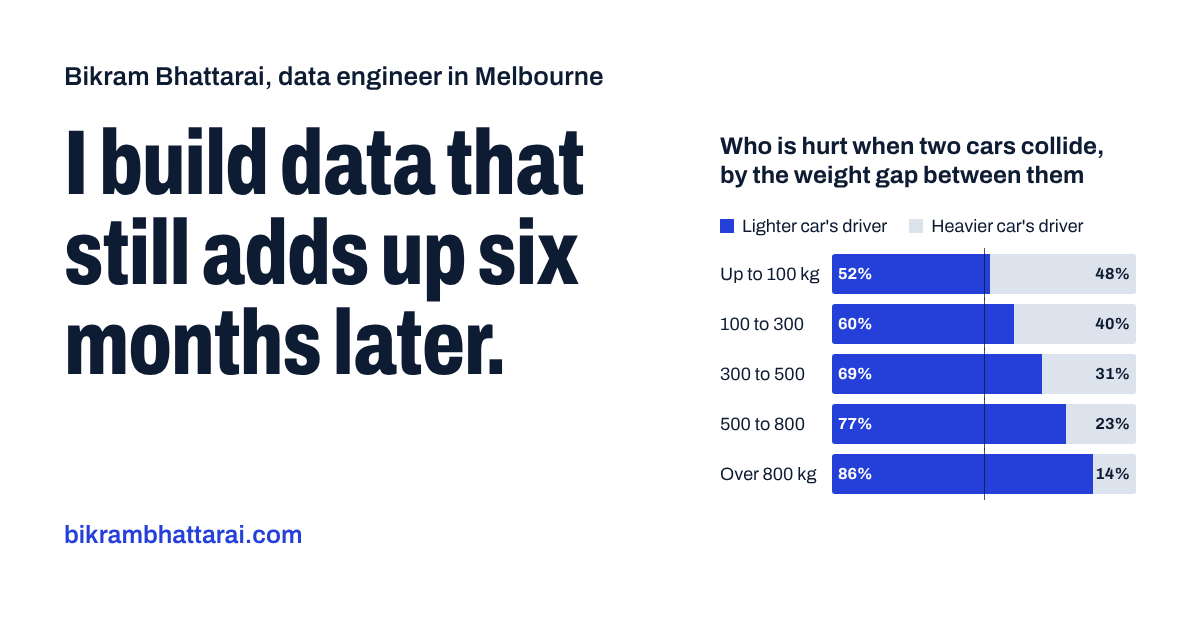 Bikram Bhattarai, data engineer in Melbourne
I build data that
still adds up six
months later.
bikrambhattarai.com
Who is hurt when two cars collide,
by the weight gap between them
Lighter car's driver Heavier car's driver
Up to 100 kg 52% 48%
100 to 300 60% 40%
300 to 500 69% 31%
500 to 800 77% 23%
Over 800 kg 86% 14%